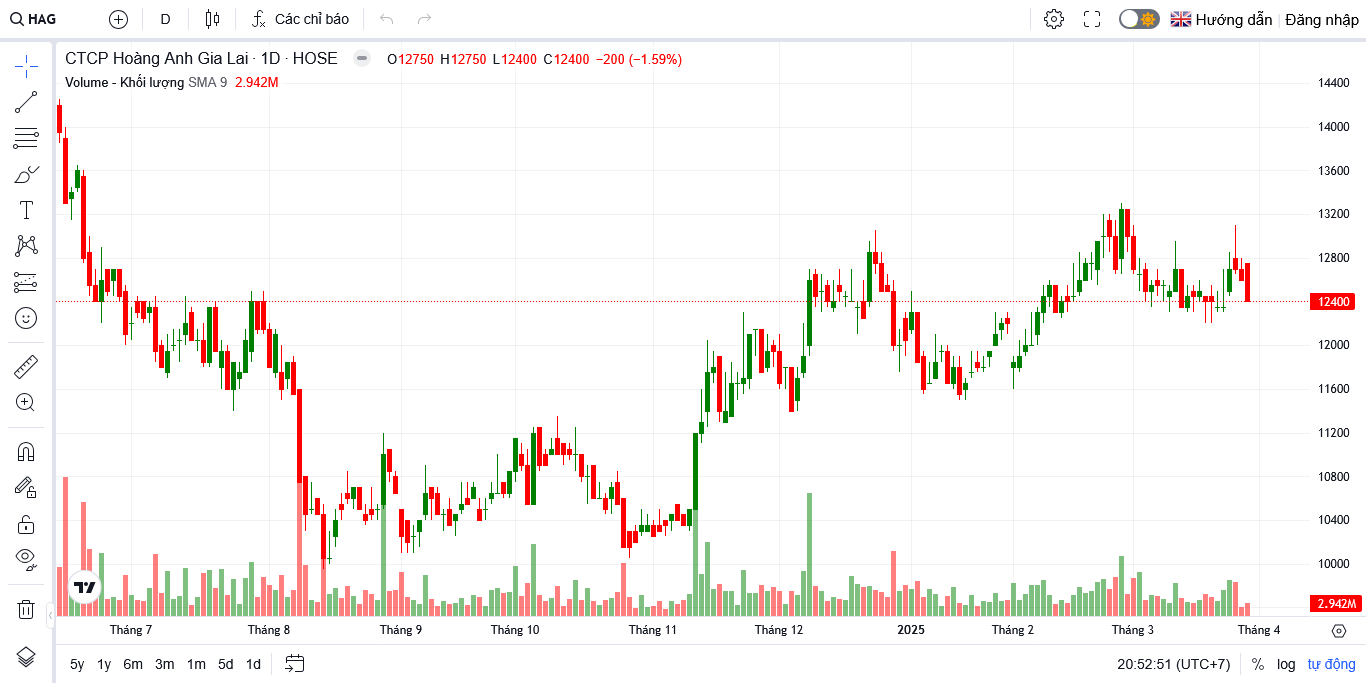 HAG D Các chỉ báo Hướng dẫn Đăng nhập
CTCP Hoàng Anh Gia Lai · 1D · HOSE O12750 H12750 L12400 C12400 −200 (−1.59%)
Volume - Khối lượng SMA 9 2.942M
14400
14000
13600
13200
12800
12400
12000
11600
11200
10800
10400
10000
2.942M
Tháng 7 Tháng 8 Tháng 9 Tháng 10 Tháng 11 Tháng 12 2025 Tháng 2 Tháng 3 Tháng 4
5y 1y 6m 3m 1m 5d 1d 20:52:51 (UTC+7) % log tự động